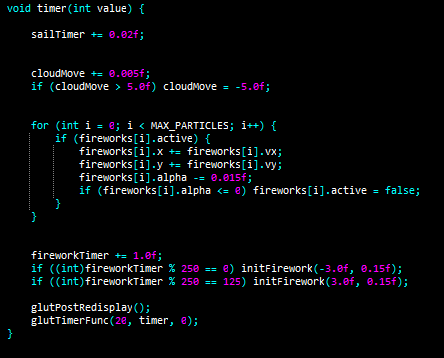 void timer(int value) {
sailTimer += 0.02f;
cloudMove += 0.005f;
if (cloudMove > 5.0f) cloudMove = -5.0f;
for (int i = 0; i < MAX_PARTICLES; i++) {
if (fireworks[i].active) {
fireworks[i].x += fireworks[i].vx;
fireworks[i].y += fireworks[i].vy;
fireworks[i].alpha -= 0.015f;
if (fireworks[i].alpha <= 0) fireworks[i].active = false;
}
}
fireworkTimer += 1.0f;
if ((int)fireworkTimer % 250 == 0) initFirework(-3.0f, 0.15f);
if ((int)fireworkTimer % 250 == 125) initFirework(3.0f, 0.15f);
glutPostRedisplay();
glutTimerFunc(20, timer, 0);
}